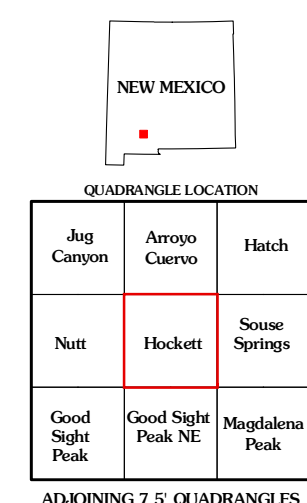 NEW MEXICO
QUADRANGLE LOCATION
Jug
Canyon
Arroyo
Cuervo
Hatch
Nutt
Hockett
Souse
Springs
Good
Sight
Peak
Good Sight
Peak NE
Magdalena
Peak
ADJOINING 7.5' QUADRANGLES